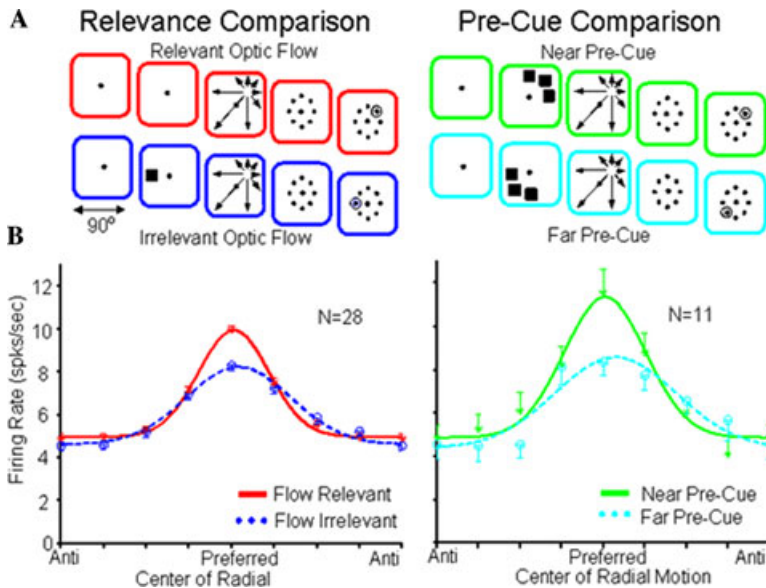 A
Relevance Comparison
Pre-Cue Comparison
Relevant Optic Flow
Near Pre-Cue
90º
Irrelevant Optic Flow
Far Pre-Cue
B
Firing Rate (spks/sec)
12
10
8
6
4
2
0
N=28
Flow Relevant
Flow Irrelevant
Anti
Preferred
Anti
Center of Radial
N=11
Near Pre-Cue
Far Pre-Cue
Anti
Preferred
Anti
Center of Radial Motion